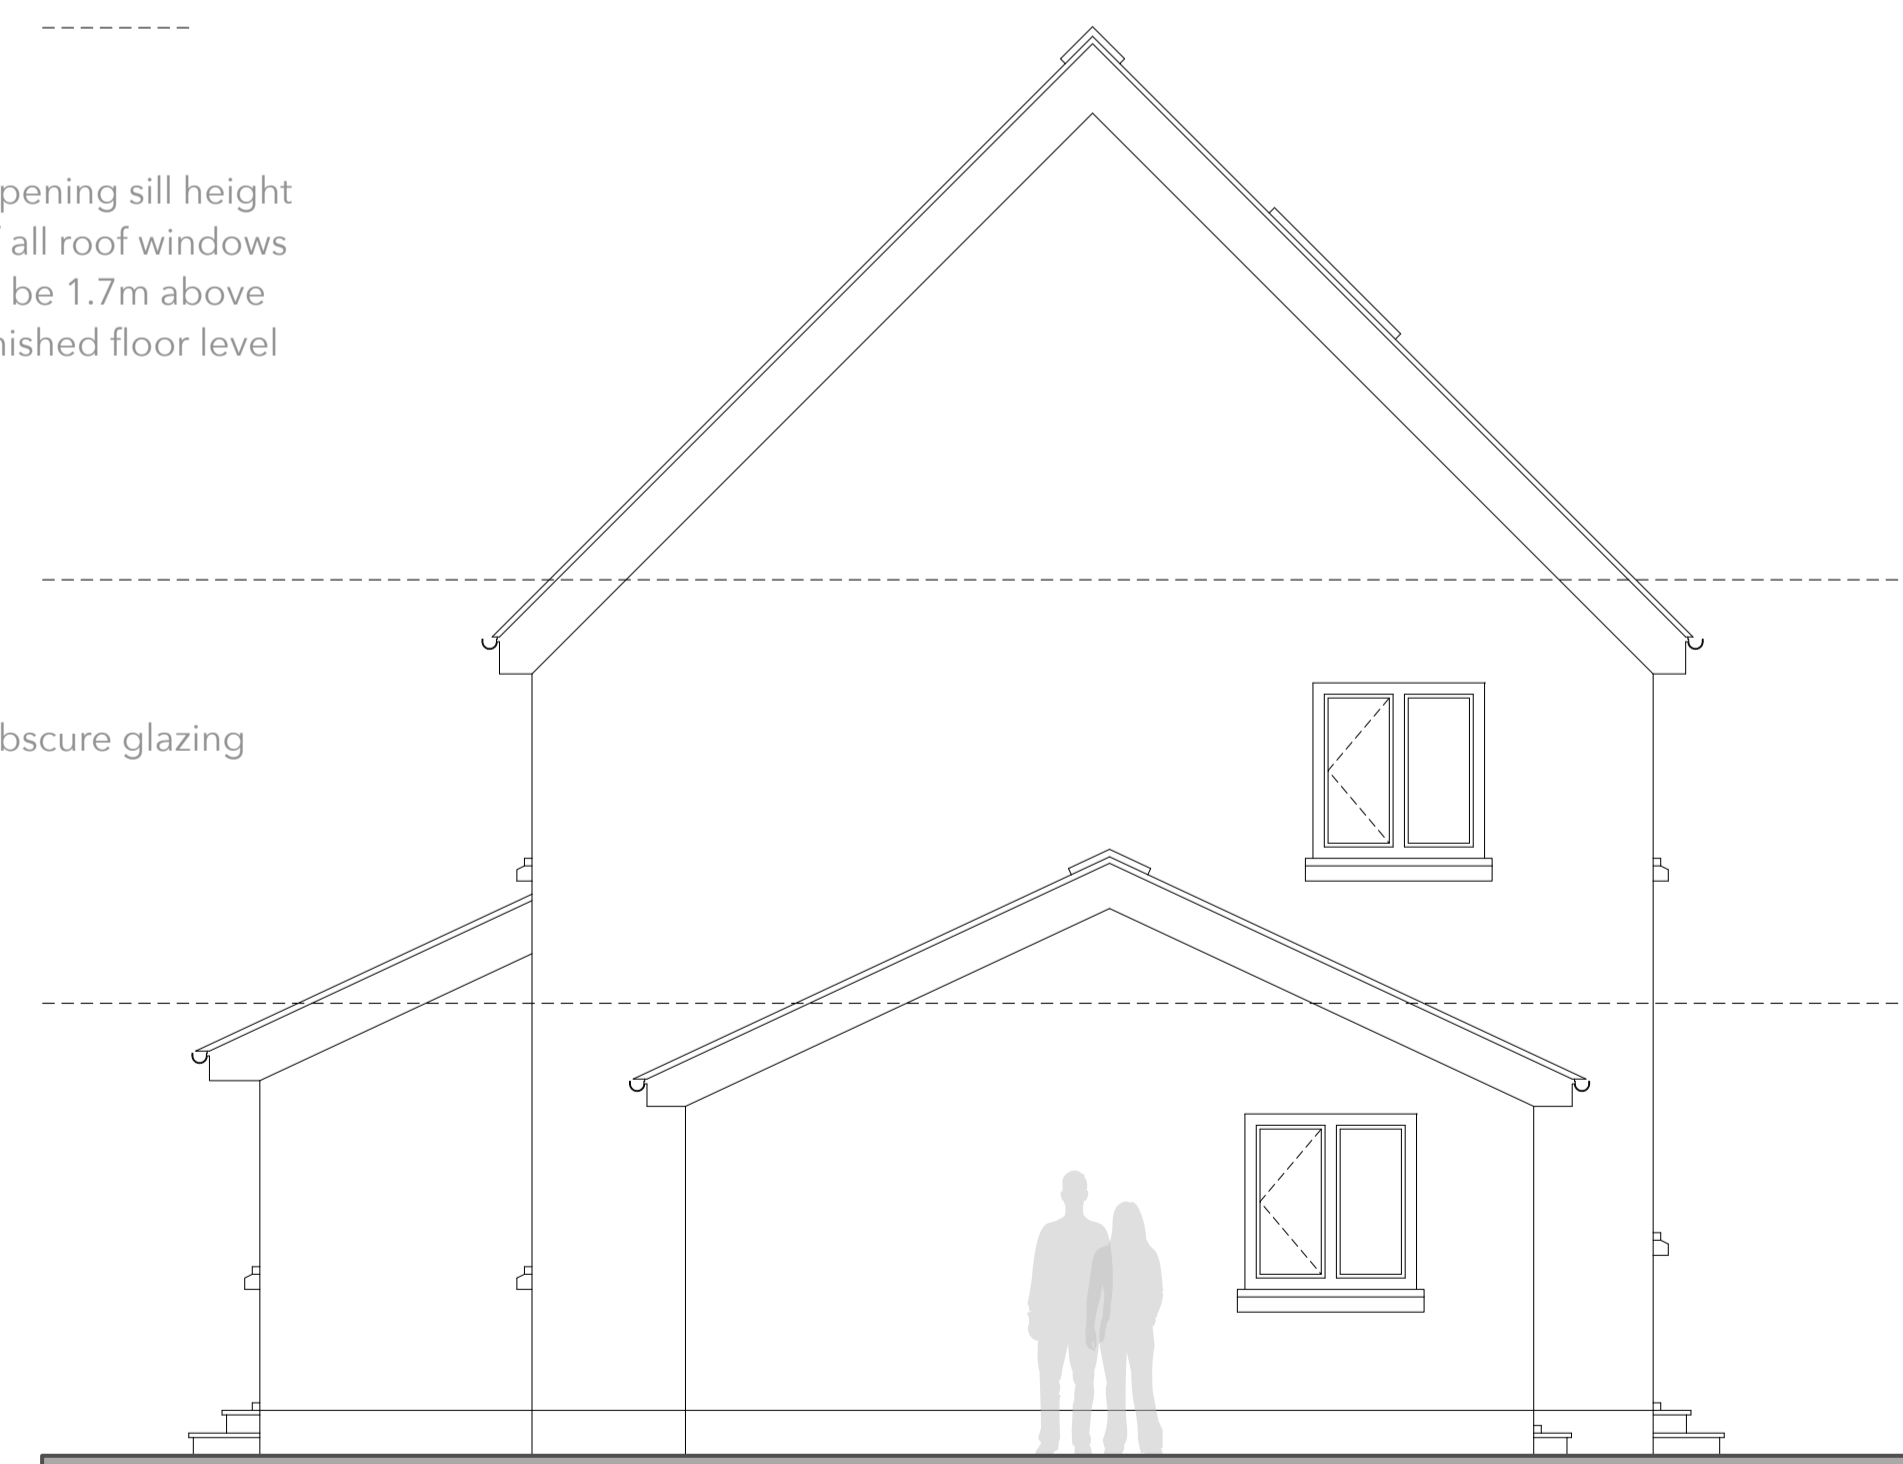 pening sill height
all roof windows
be 1.7m above
nished floor level
bscure glazing